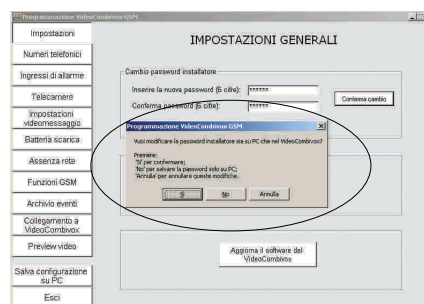 Programmazione VideoCombivox GSM
Impostazioni
Numeri telefonici
Ingressi di allarme
Telecamere
Impostazioni
videomessaggio
Batteria scarica
Assenza rete
Funzioni GSM
Archivio eventi
Collegamento a
VideoCombivox
Preview video
Salva configurazione
su PC
Esci
IMPOSTAZIONI GENERALI
Cambio password installatore
Inserire la nuova password (6 cifre): ******
Conferma password (6 cifre): ******
Conferma cambio
Programmazione VideoCombivox GSM
Vuoi modificare la password installatore sia su PC che nel VideoCombivox?
Premere:
'Sì' per confermare;
'No' per salvare la password solo su PC;
'Annulla' per annullare queste modifiche.
Sì
No
Annulla
Aggiorna il software del
VideoCombivox